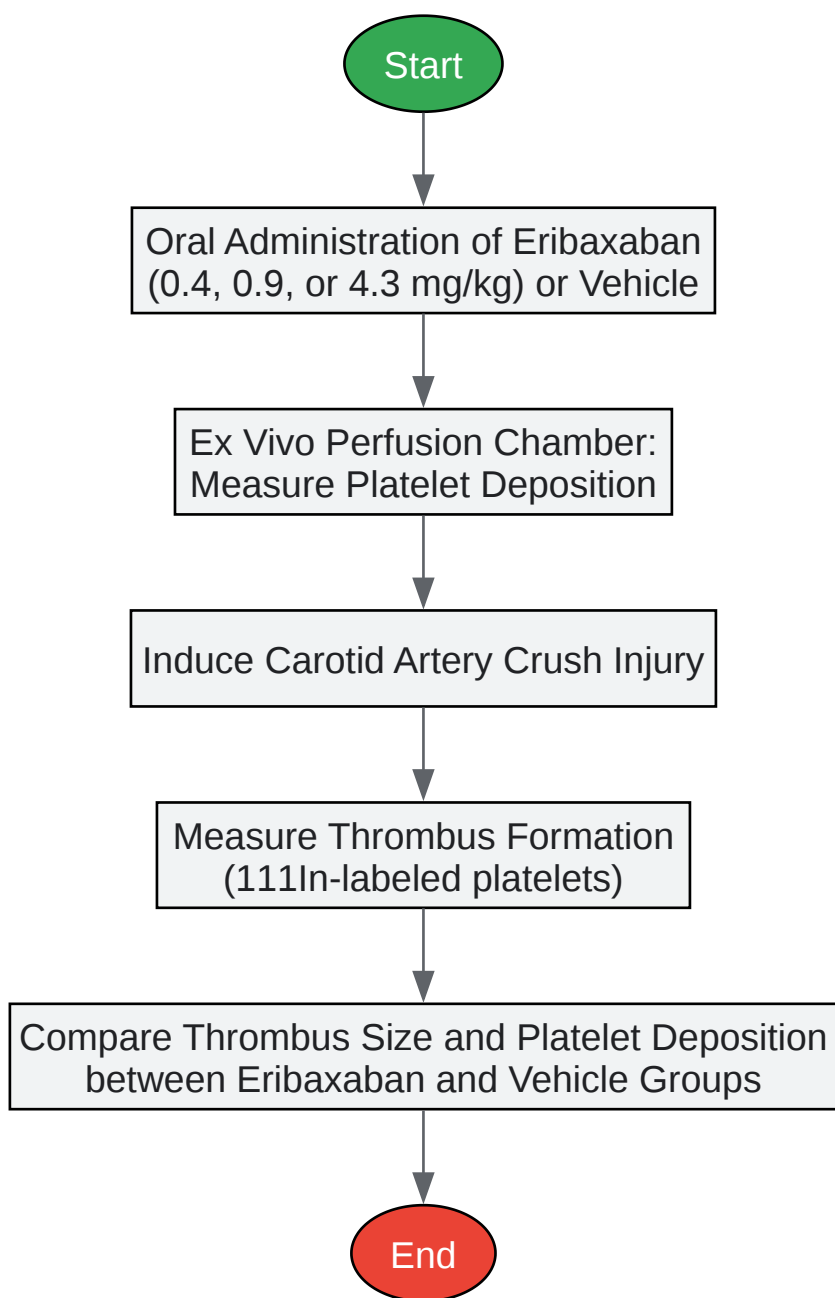 Start
Oral Administration of Eribaxaban
(0.4, 0.9, or 4.3 mg/kg) or Vehicle
Ex Vivo Perfusion Chamber:
Measure Platelet Deposition
Induce Carotid Artery Crush Injury
Measure Thrombus Formation
(111In-labeled platelets)
Compare Thrombus Size and Platelet Deposition
between Eribaxaban and Vehicle Groups
End